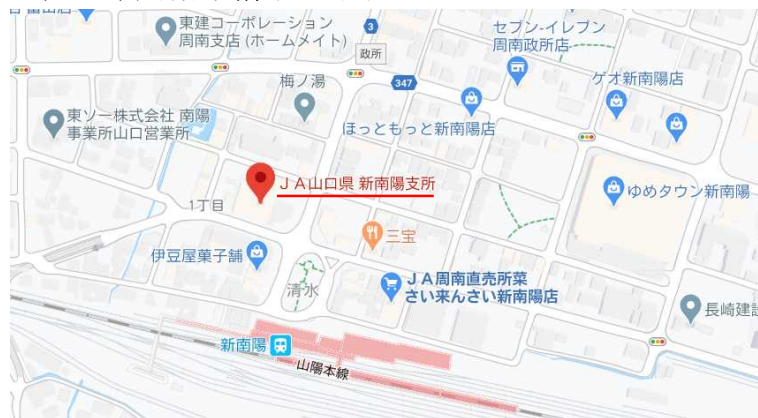 東建コーポレーション
周南支店 (ホームメイト)
3
政所
セブン-イレブン
周南政所店
梅ノ湯
347
ゲオ新南陽店
東ソー株式会社 南陽
事業所山口営業所
ほっともっと新南陽店
JA山口県 新南陽支所
ゆめタウン新南陽
1丁目
三宝
伊豆屋菓子舗
清水
JA周南直売所菜
さい来んさい新南陽店
長崎建設
新南陽
山陽本線